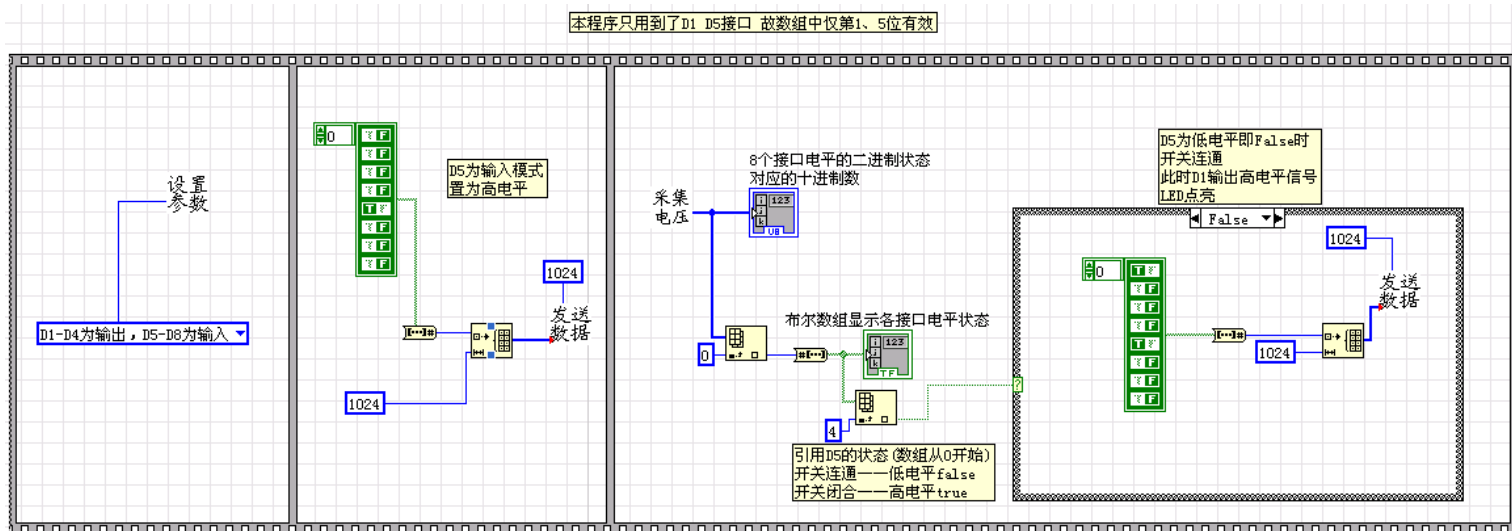 本程序只用到了D1 D5接口 故数组中仅第1、5位有效
设置
参数
D1-D4为输出，D5-D8为输入
0
F
F
F
F
T
F
F
F
D5为输入模式
置为高电平
1024
发送
数据
[...]#
1024
8个接口电平的二进制状态
对应的十进制数
采集
电压
i
j
k
123
U8
布尔数组显示各接口电平状态
0
#[...]
i
j
k
123
TF
4
引用D5的状态(数组从0开始)
开关连通——低电平false
开关闭合——高电平true
D5为低电平即False时
开关连通
此时D1输出高电平信号
LED点亮
False
?
0
T
F
F
F
T
F
F
F
1024
发送
数据
[...]#
1024